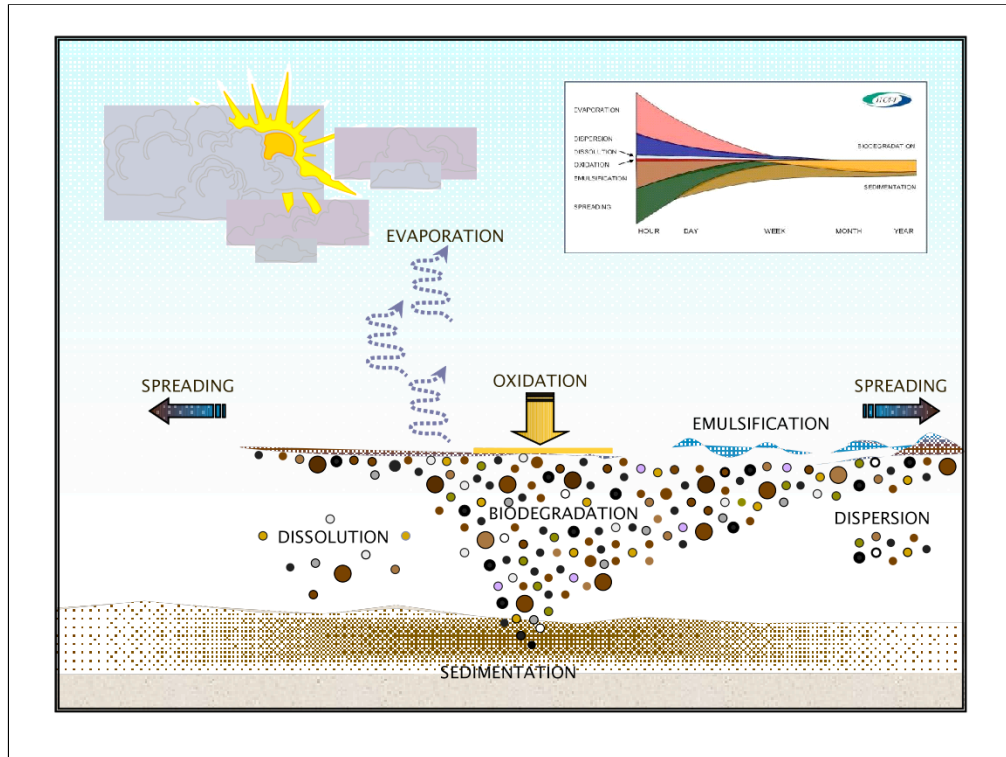 ITOPF
EVAPORATION
DISPERSION
DISSOLUTION
OXIDATION
EMULSIFICATION
SPREADING
BIODEGRADATION
SEDIMENTATION
HOUR DAY WEEK MONTH YEAR
EVAPORATION
SPREADING
OXIDATION
SPREADING
EMULSIFICATION
BIODEGRADATION
DISSOLUTION
DISPERSION
SEDIMENTATION